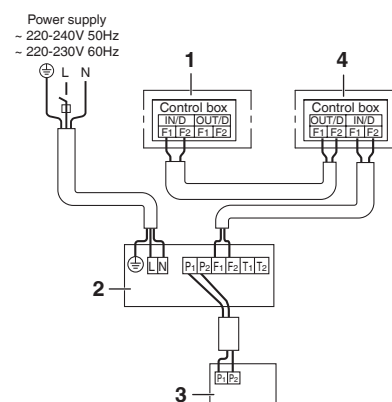 Power supply
~ 220-240V 50Hz
~ 220-230V 60Hz
L N
1
4
Control box
IN/D OUT/D
F1 F2 F1 F2
Control box
OUT/D IN/D
F1 F2 F1 F2
2
L N
P1 P2 F1 F2 T1 T2
3
P1 P2